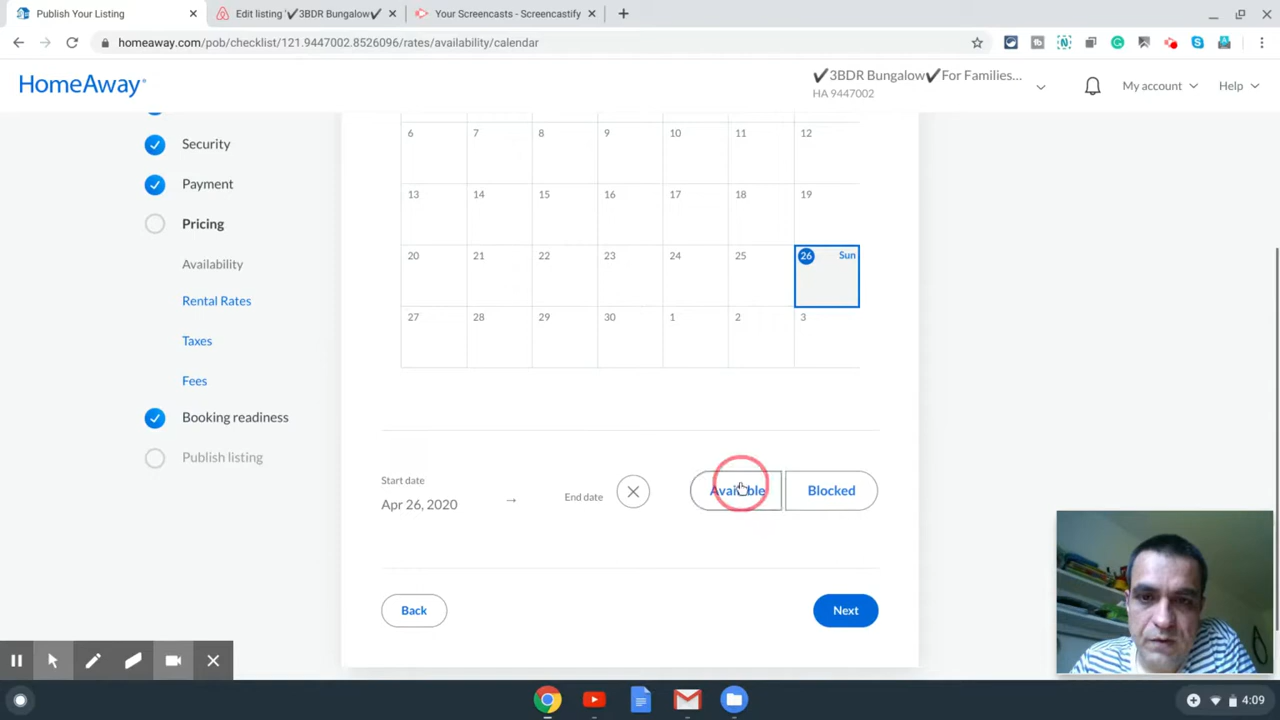 Publish Your Listing
Edit listing '✔3BDR Bungalow✔
Your Screencasts - Screencastify
homeaway.com/pob/checklist/121.9447002.8526096/rates/availability/calendar
HomeAway
✔3BDR Bungalow✔For Families...
HA 9447002
My account
Help
Security
Payment
Pricing
Availability
Rental Rates
Taxes
Fees
Booking readiness
Publish listing
6 7 8 9 10 11 12
13 14 15 16 17 18 19
20 21 22 23 24 25 26 Sun
27 28 29 30 1 2 3
Start date
Apr 26, 2020
→
End date
Available
Blocked
Back
Next
4:09